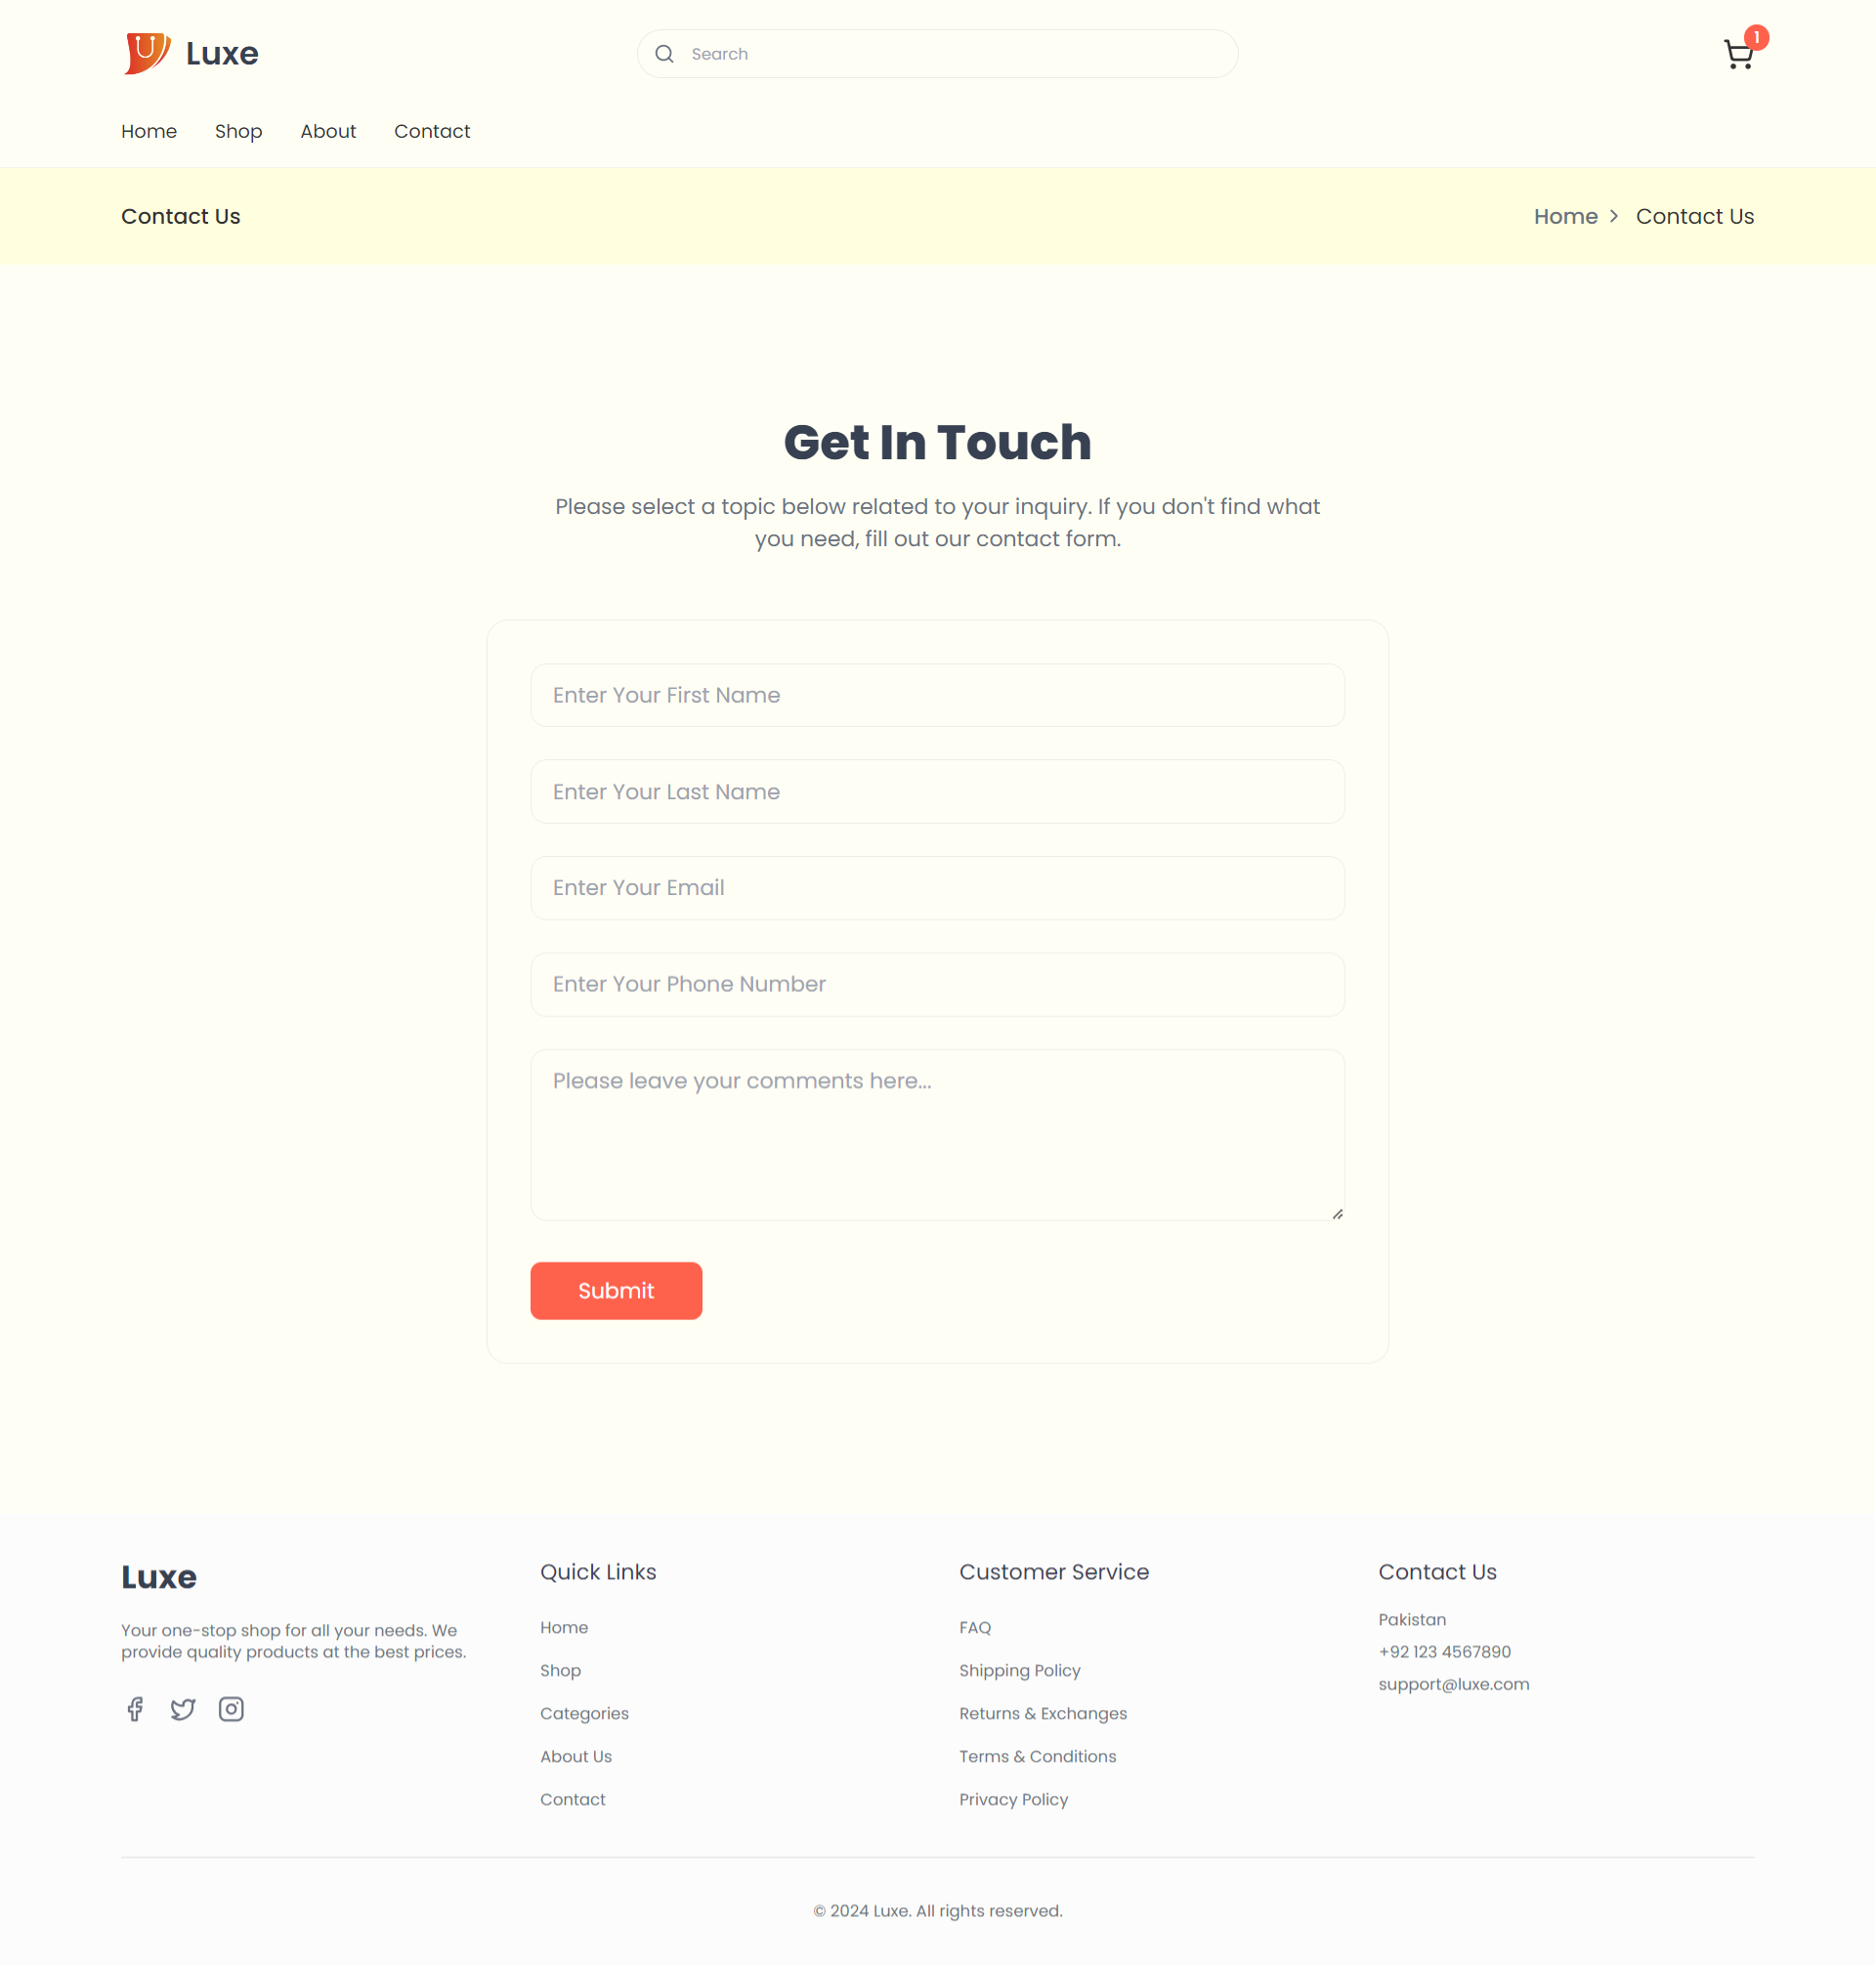 Luxe
Search
1
Home
Shop
About
Contact
Contact Us
Home
Contact Us
Get In Touch
Please select a topic below related to your inquiry. If you don't find what
you need, fill out our contact form.
Enter Your First Name
Enter Your Last Name
Enter Your Email
Enter Your Phone Number
Please leave your comments here...
Submit
Luxe
Your one-stop shop for all your needs. We
provide quality products at the best prices.
Quick Links
Home
Shop
Categories
About Us
Contact
Customer Service
FAQ
Shipping Policy
Returns & Exchanges
Terms & Conditions
Privacy Policy
Contact Us
Pakistan
+92 123 4567890
support@luxe.com
© 2024 Luxe. All rights reserved.